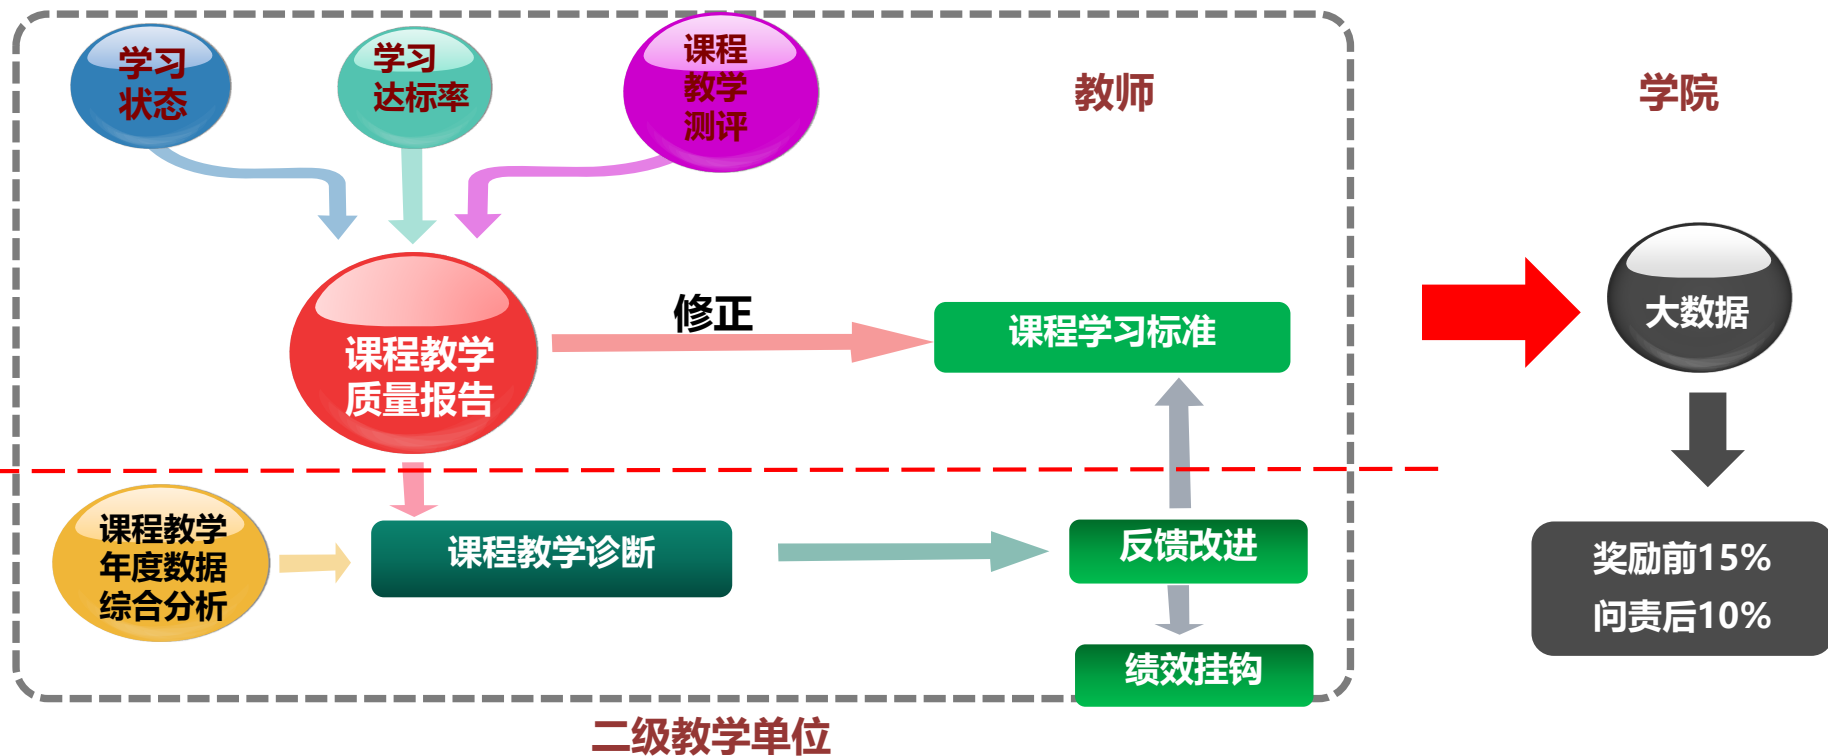 学习
状态
学习
达标率
课程
教学
测评
教师
学院
课程教学
质量报告
修正
课程学习标准
大数据
课程教学
年度数据
综合分析
课程教学诊断
反馈改进
绩效挂钩
奖励前15%
问责后10%
二级教学单位